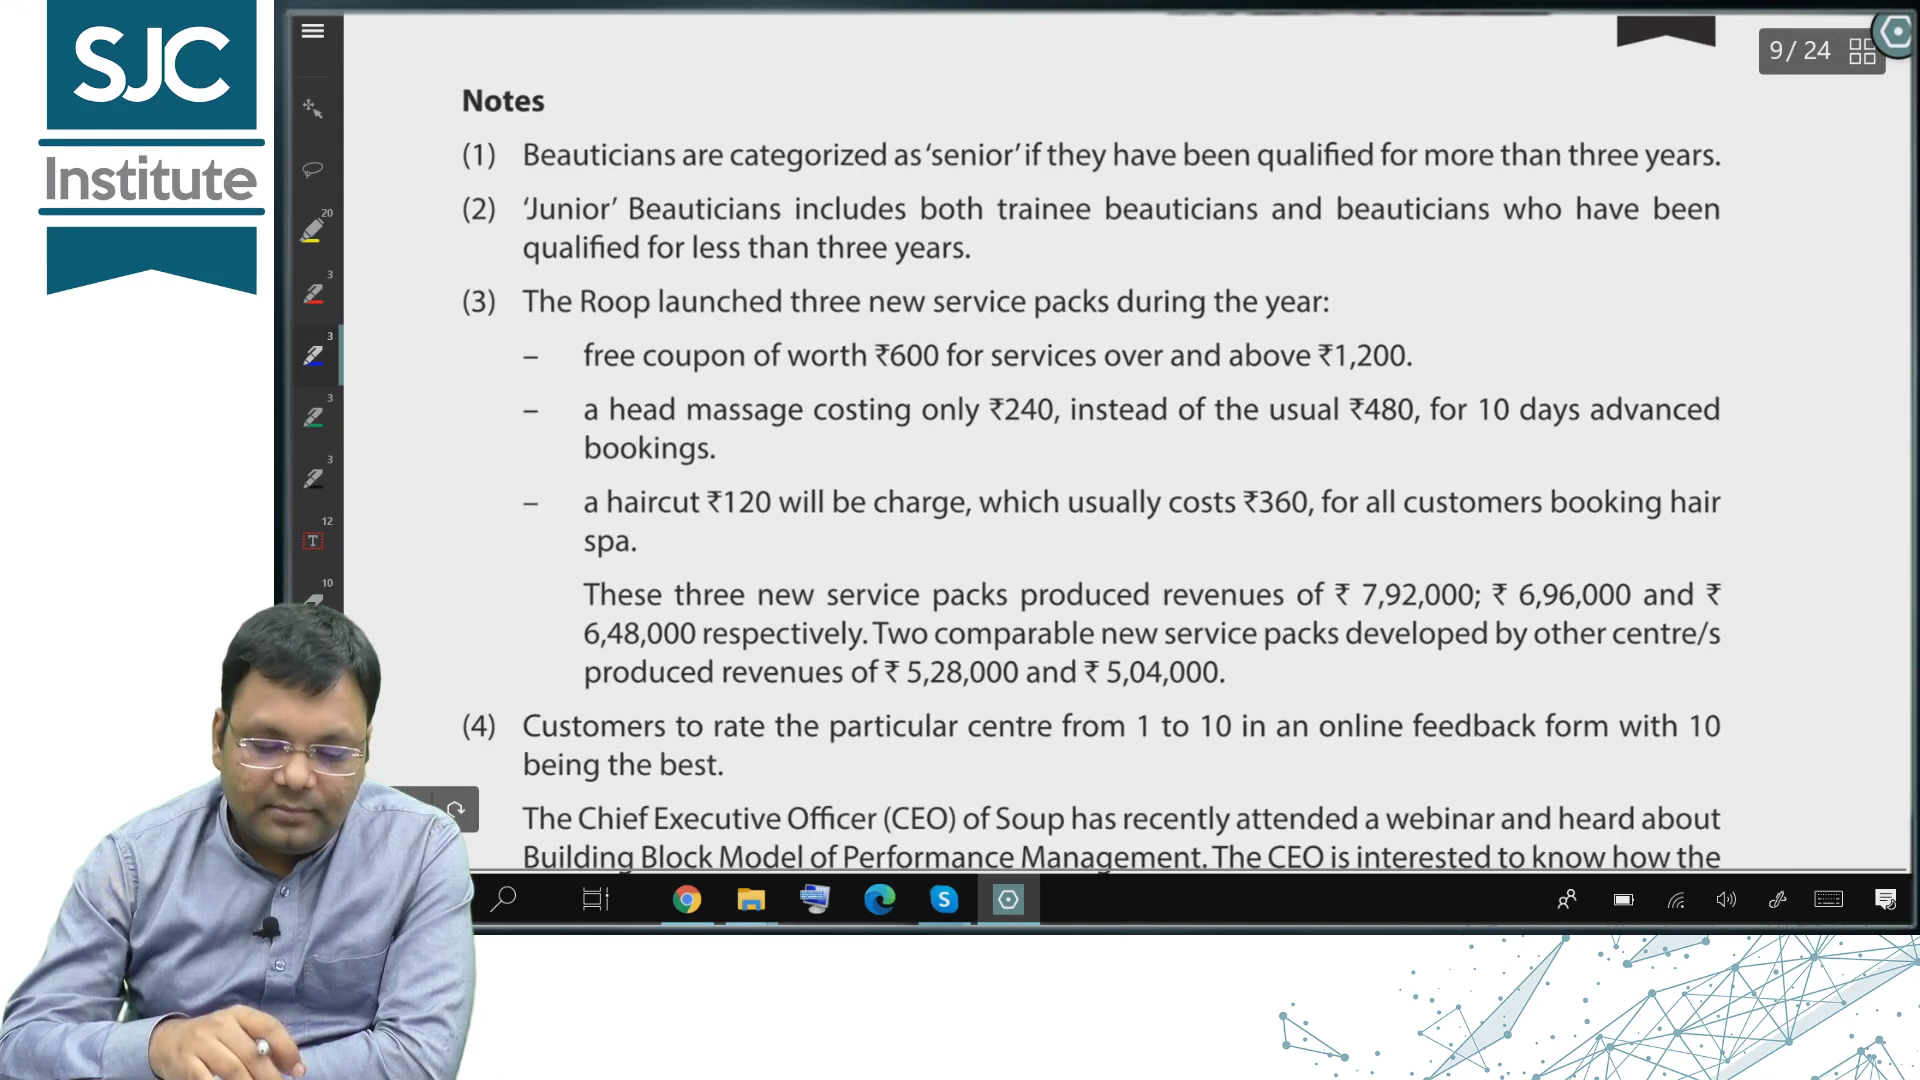 SJC
Institute
9/ 24
Notes
(1) Beauticians are categorized as ‘senior’ if they have been qualified for more than three years.
(2) ‘Junior’ Beauticians includes both trainee beauticians and beauticians who have been
qualified for less than three years.
(3) The Roop launched three new service packs during the year:
– free coupon of worth ₹600 for services over and above ₹1,200.
– a head massage costing only ₹240, instead of the usual ₹480, for 10 days advanced
bookings.
– a haircut ₹120 will be charge, which usually costs ₹360, for all customers booking hair
spa.
These three new service packs produced revenues of ₹ 7,92,000; ₹ 6,96,000 and ₹
6,48,000 respectively. Two comparable new service packs developed by other centre/s
produced revenues of ₹ 5,28,000 and ₹ 5,04,000.
(4) Customers to rate the particular centre from 1 to 10 in an online feedback form with 10
being the best.
The Chief Executive Officer (CEO) of Soup has recently attended a webinar and heard about
Building Block Model of Performance Management. The CEO is interested to know how the
20
3
3
3
3
12
T
10
S